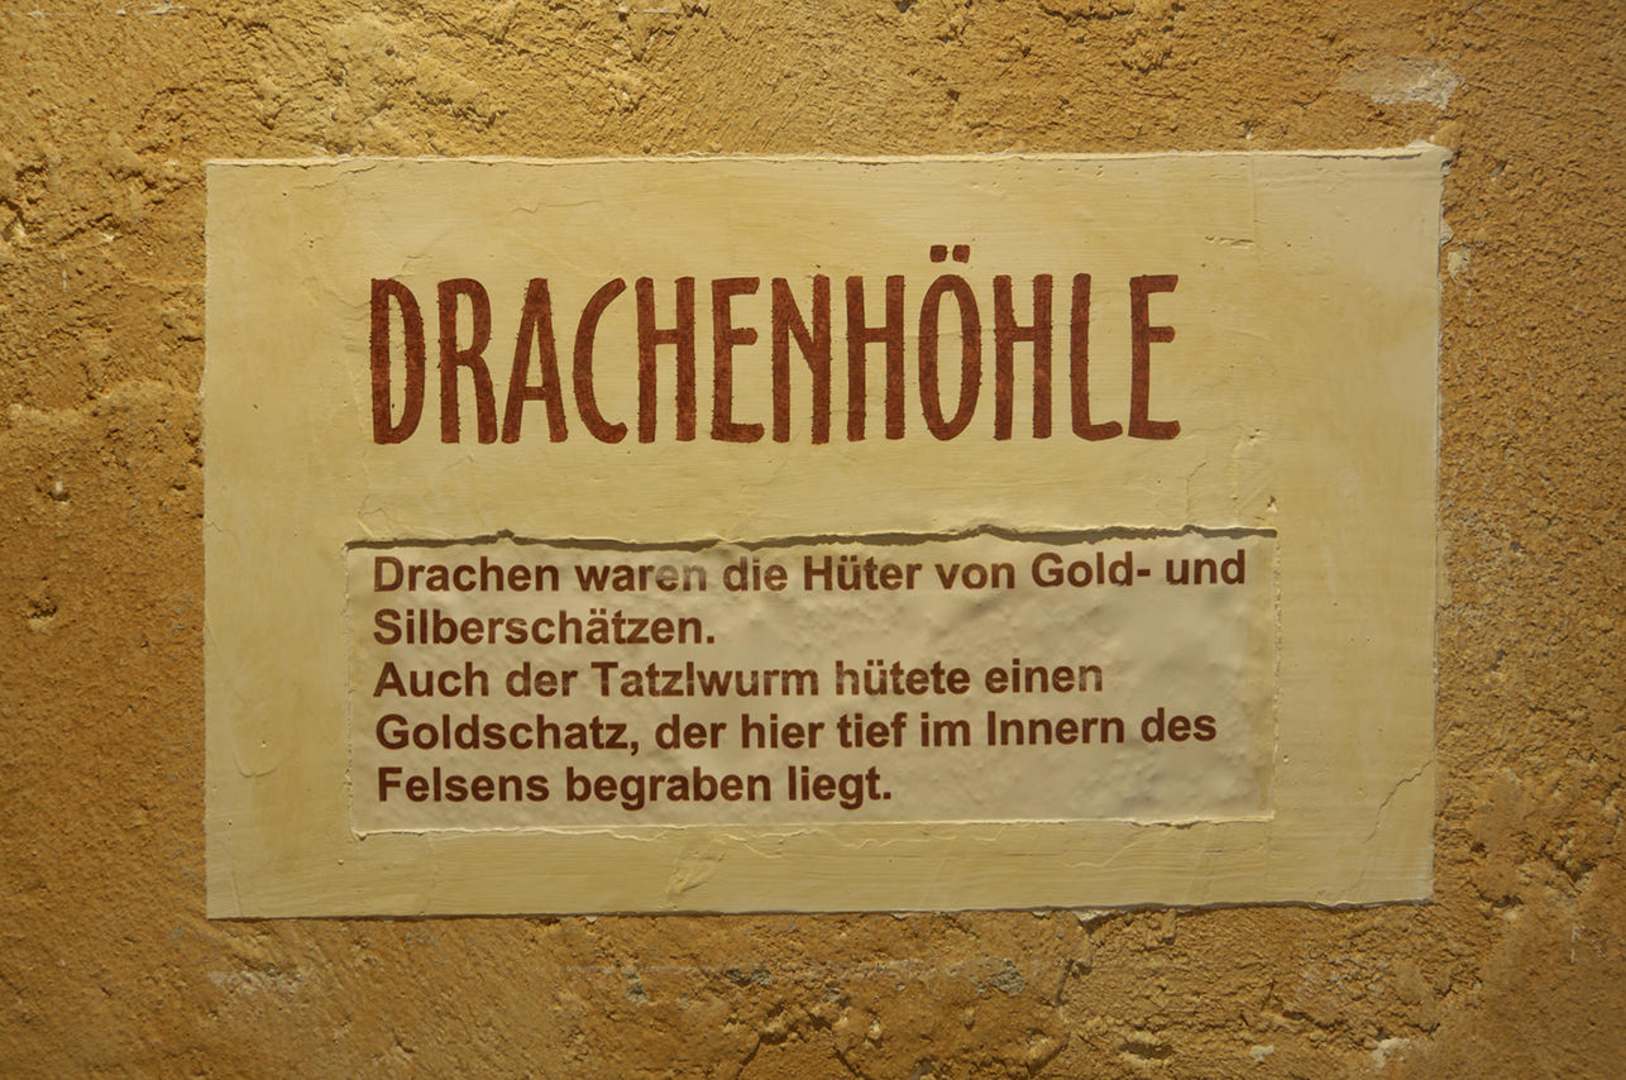 DRACHENHÖHLE
Drachen waren die Hüter von Gold- und
Silberschätzen.
Auch der Tatzlwurm hütete einen
Goldschatz, der hier tief im Innern des
Felsens begraben liegt.